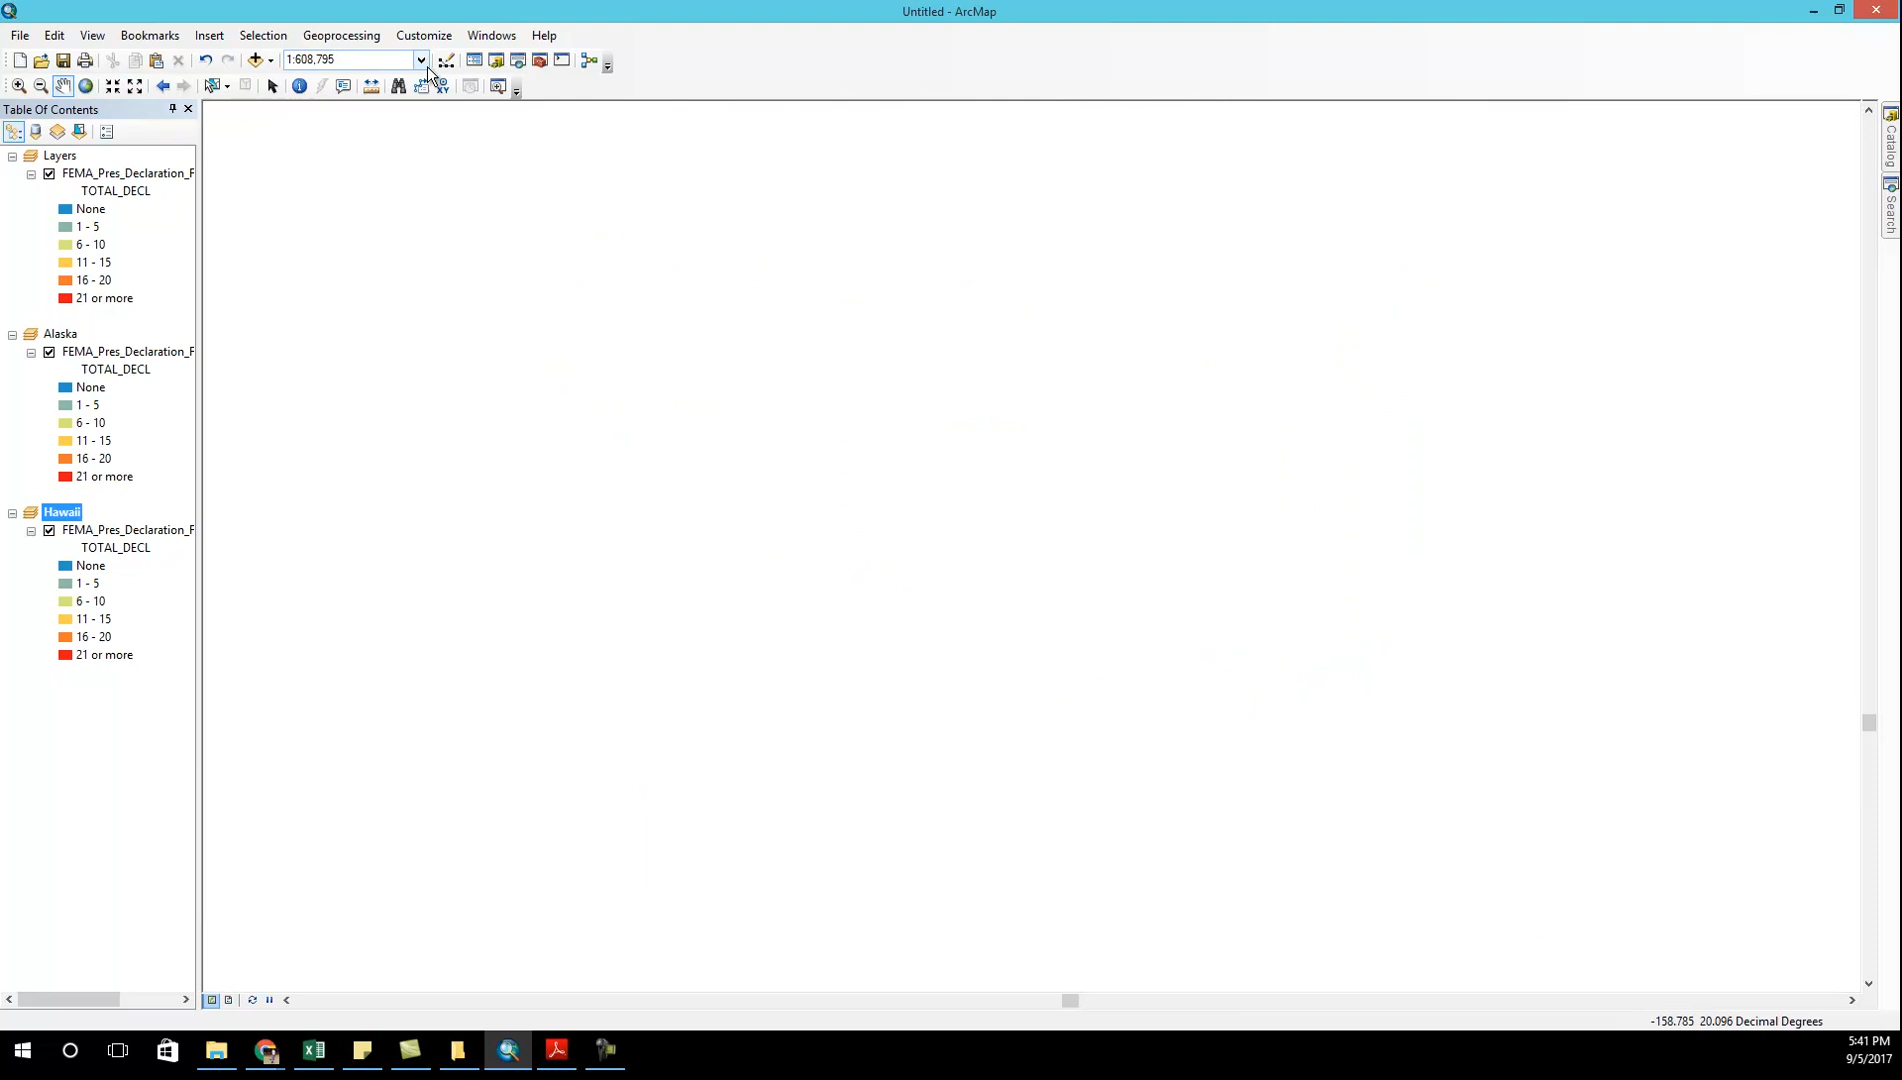 Untitled - ArcMap
File Edit View Bookmarks Insert Selection Geoprocessing Customize Windows Help
1:608,795
Table Of Contents
Layers
FEMA_Pres_Declaration_F
TOTAL_DECL
None
1 - 5
6 - 10
11 - 15
16 - 20
21 or more
Alaska
FEMA_Pres_Declaration_F
TOTAL_DECL
None
1 - 5
6 - 10
11 - 15
16 - 20
21 or more
Hawaii
FEMA_Pres_Declaration_F
TOTAL_DECL
None
1 - 5
6 - 10
11 - 15
16 - 20
21 or more
Catalog
Search
-158.785 20.096 Decimal Degrees
5:41 PM
9/5/2017